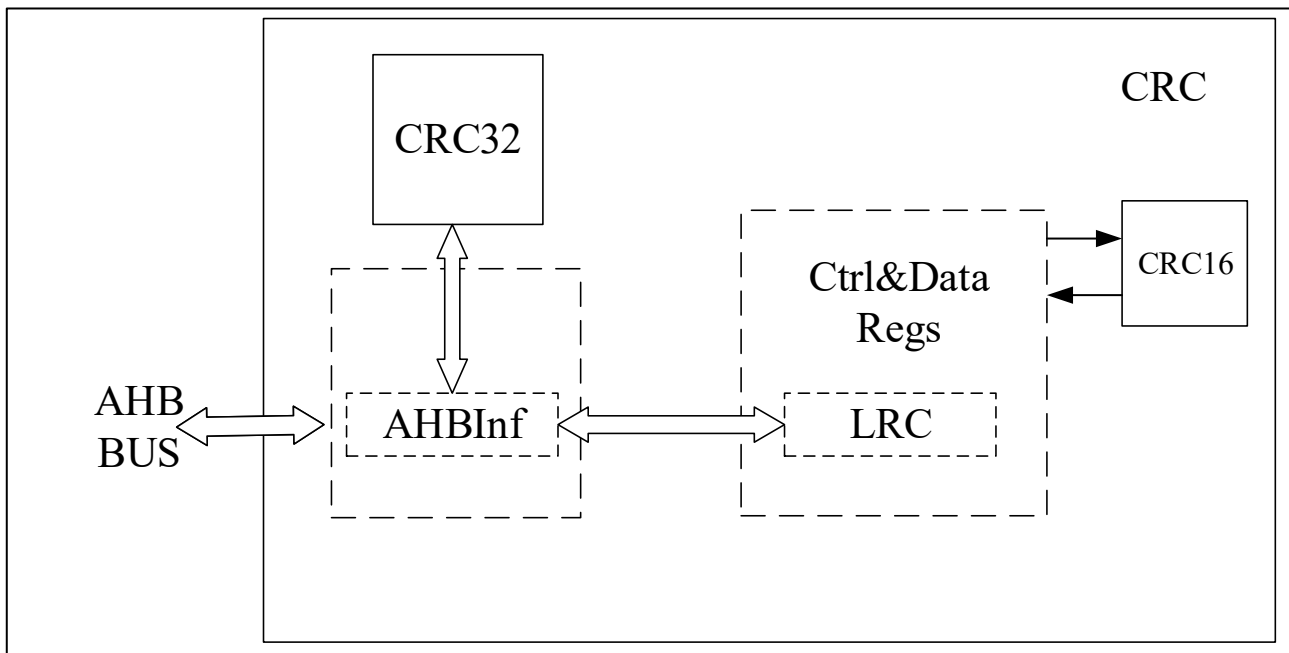 CRC
CRC32
CRC16
Ctrl&Data
Regs
AHB
BUS
AHBInf
LRC